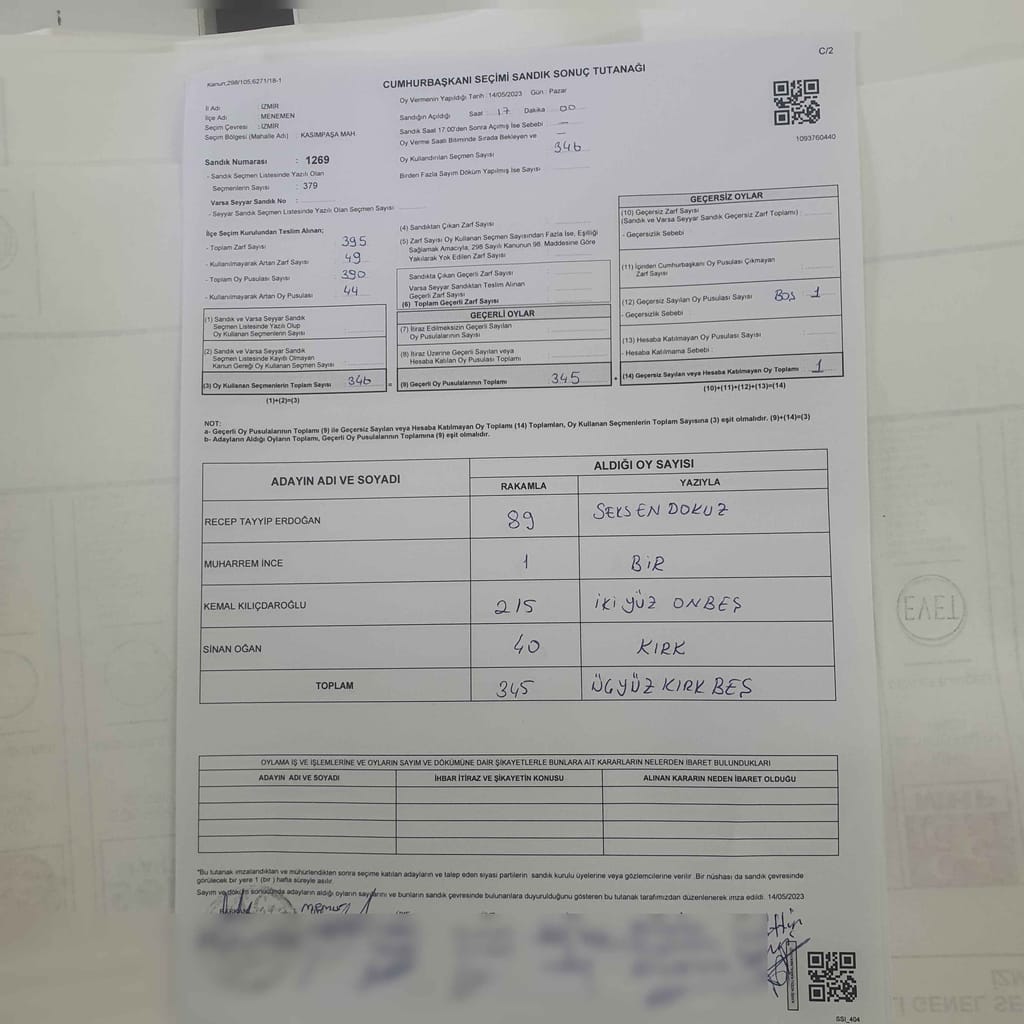 C/2
Kanun:298/105;6271/18-1
CUMHURBAŞKANI SEÇİMİ SANDIK SONUÇ TUTANAĞI
İl Adı : İZMİR
İlçe Adı : MENEMEN
Seçim Çevresi : İZMİR
Seçim Bölgesi (Mahalle Adı) : KASIMPAŞA MAH.
Oy Vermenin Yapıldığı Tarih : 14/05/2023 Gün : Pazar
Sandığın Açıldığı Saat : 17 Dakika : 00
Sandık Saat 17:00'den Sonra Açılmış İse Sebebi : —
Oy Verme Saati Bitiminde Sırada Bekleyen ve —
Oy Kullandırılan Seçmen Sayısı 346
Birden Fazla Sayım Döküm Yapılmış İse Sayısı
1093760440
Sandık Numarası : 1269
- Sandık Seçmen Listesinde Yazılı Olan
Seçmenlerin Sayısı : 379
Varsa Seyyar Sandık No :
- Seyyar Sandık Seçmen Listesinde Yazılı Olan Seçmen Sayısı
İlçe Seçim Kurulundan Teslim Alınan;
- Toplam Zarf Sayısı 395
- Kullanılmayarak Artan Zarf Sayısı 49
- Toplam Oy Pusulası Sayısı 390
- Kullanılmayarak Artan Oy Pusulası 44
(1) Sandık ve Varsa Seyyar Sandık
Seçmen Listesinde Yazılı Olup
Oy Kullanan Seçmenlerin Sayısı
(2) Sandık ve Varsa Seyyar Sandık
Seçmen Listesinde Kayıtlı Olmayan
Kanun Gereği Oy Kullanan Seçmen Sayısı
(3) Oy Kullanan Seçmenlerin Toplam Sayısı 346
(1)+(2)=(3)
=
(4) Sandıktan Çıkan Zarf Sayısı
(5) Zarf Sayısı Oy Kullanan Seçmen Sayısından Fazla İse, Eşitliği
Sağlamak Amacıyla, 298 Sayılı Kanunun 98. Maddesine Göre
Yakılarak Yok Edilen Zarf Sayısı
Sandıkta Çıkan Geçerli Zarf Sayısı
Varsa Seyyar Sandıktan Teslim Alınan
Geçerli Zarf Sayısı
(6) Toplam Geçerli Zarf Sayısı
GEÇERLİ OYLAR
(7) İtiraz Edilmeksizin Geçerli Sayılan
Oy Pusulalarının Sayısı
(8) İtiraz Üzerine Geçerli Sayılan veya
Hesaba Katılan Oy Pusulası Toplamı
(9) Geçerli Oy Pusulalarının Toplamı 345
+
GEÇERSİZ OYLAR
(10) Geçersiz Zarf Sayısı
(Sandık ve Varsa Seyyar Sandık Geçersiz Zarf Toplamı)
- Geçersizlik Sebebi
(11) İçinden Cumhurbaşkanı Oy Pusulası Çıkmayan
Zarf Sayısı
(12) Geçersiz Sayılan Oy Pusulası Sayısı BOŞ 1
- Geçersizlik Sebebi
(13) Hesaba Katılmayan Oy Pusulası Sayısı
- Hesaba Katılmama Sebebi
(14) Geçersiz Sayılan veya Hesaba Katılmayan Oy Toplamı 1
(10)+(11)+(12)+(13)=(14)
NOT:
a- Geçerli Oy Pusulalarının Toplamı (9) ile Geçersiz Sayılan veya Hesaba Katılmayan Oy Toplamı (14) Toplamları, Oy Kullanan Seçmenlerin Toplam Sayısına (3) eşit olmalıdır. (9)+(14)=(3)
b- Adayların Aldığı Oyların Toplamı, Geçerli Oy Pusulalarının Toplamına (9) eşit olmalıdır.
ADAYIN ADI VE SOYADI
ALDIĞI OY SAYISI
RAKAMLA YAZIYLA
RECEP TAYYİP ERDOĞAN 89 SEKSEN DOKUZ
MUHARREM İNCE 1 BİR
KEMAL KILIÇDAROĞLU 215 İKİ YÜZ ONBEŞ
SİNAN OĞAN 40 KIRK
TOPLAM 345 ÜÇYÜZ KIRK BEŞ
OYLAMA İŞ VE İŞLEMLERİNE VE OYLARIN SAYIM VE DÖKÜMÜNE DAİR ŞİKAYETLERLE BUNLARA AİT KARARLARIN NELERDEN İBARET BULUNDUKLARI
ADAYIN ADI VE SOYADI İHBAR İTİRAZ VE ŞİKAYETİN KONUSU ALINAN KARARIN NEDEN İBARET OLDUĞU
*Bu tutanak imzalandıktan ve mühürlendikten sonra seçime katılan adayların ve talep eden siyasi partilerin sandık kurulu üyelerine veya gözlemcilerine verilir. Bir nüshası da sandık çevresinde
görülecek bir yere 1 (bir ) hafta süreyle asılır.
Sayım ve döküm sonucunda adayların aldığı oyların sayılarını ve bunların sandık çevresinde bulunanlara duyurulduğunu gösteren bu tutanak tarafımızdan düzenlenerek imza edildi. 14/05/2023
SSI_404
EVET